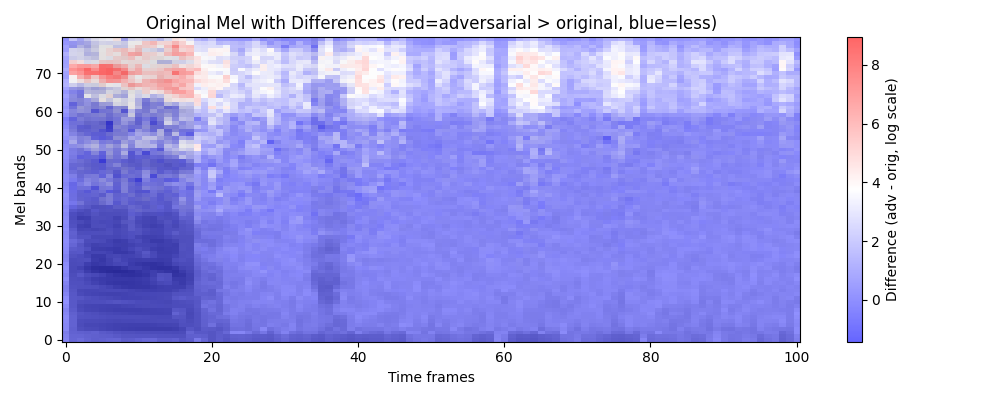 Original Mel with Differences (red=adversarial > original, blue=less)
Mel bands
70
60
50
40
30
20
10
0
0 20 40 60 80 100
Time frames
8
6
4
2
0
Difference (adv - orig, log scale)